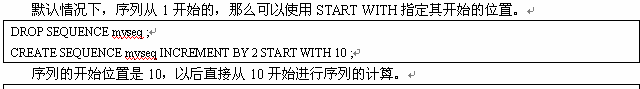 默认情况下，序列从 1 开始的，那么可以使用 START WITH 指定其开始的位置。
DROP SEQUENCE myseq ;
CREATE SEQUENCE myseq INCREMENT BY 2 START WITH 10 ;
序列的开始位置是 10，以后直接从 10 开始进行序列的计算。